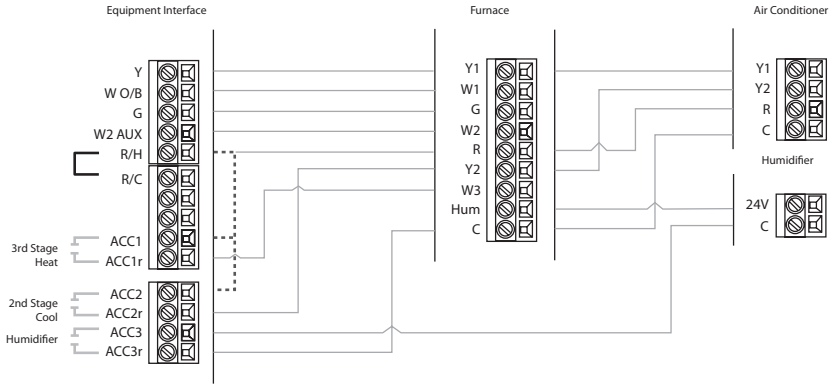 Equipment Interface
Furnace
Air Conditioner
Y
W O/B
G
W2 AUX
R/H
R/C
ACC1
ACC1r
ACC2
ACC2r
ACC3
ACC3r
3rd Stage
Heat
2nd Stage
Cool
Humidifier
Y1
W1
G
W2
R
Y2
W3
Hum
C
Y1
Y2
R
C
Humidifier
24V
C